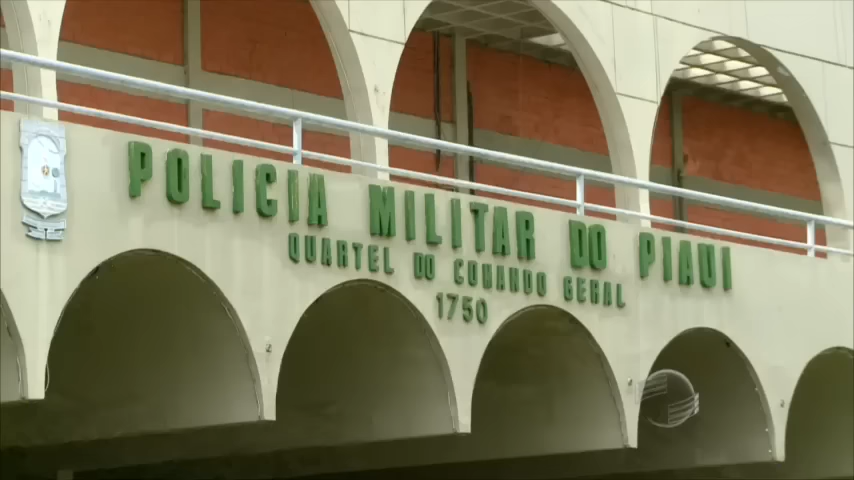 POLICIA MILITAR DO PIAUI
QUARTEL DO COMANDO GERAL
1750